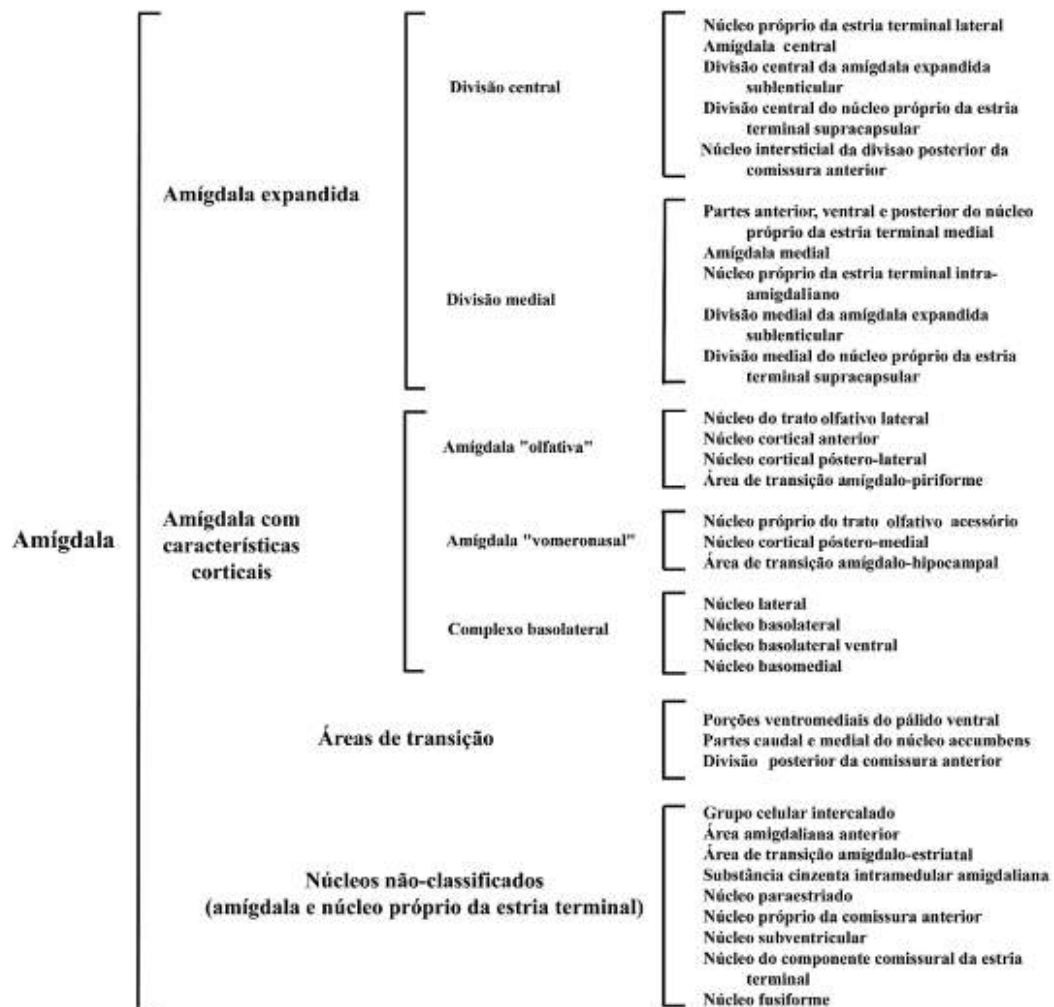 Amígdala
Amígdala expandida
Divisão central
Núcleo próprio da estria terminal lateral
Amígdala central
Divisão central da amígdala expandida
sublenticular
Divisão central do núcleo próprio da estria
terminal supracapsular
Núcleo intersticial da divisao posterior da
comissura anterior
Divisão medial
Partes anterior, ventral e posterior do núcleo
próprio da estria terminal medial
Amígdala medial
Núcleo próprio da estria terminal intra-
amigdaliano
Divisão medial da amígdala expandida
sublenticular
Divisão medial do núcleo próprio da estria
terminal supracapsular
Amígdala com
características
corticais
Amígdala "olfativa"
Núcleo do trato olfativo lateral
Núcleo cortical anterior
Núcleo cortical póstero-lateral
Área de transição amígdalo-piriforme
Amígdala "vomeronasal"
Núcleo próprio do trato olfativo acessório
Núcleo cortical póstero-medial
Área de transição amígdalo-hipocampal
Complexo basolateral
Núcleo lateral
Núcleo basolateral
Núcleo basolateral ventral
Núcleo basomedial
Áreas de transição
Porções ventromediais do pálido ventral
Partes caudal e medial do núcleo accumbens
Divisão posterior da comissura anterior
Núcleos não-classificados
(amígdala e núcleo próprio da estria terminal)
Grupo celular intercalado
Área amigdaliana anterior
Área de transição amígdalo-estriatal
Substância cinzenta intramedular amigdaliana
Núcleo paraestriado
Núcleo próprio da comissura anterior
Núcleo subventricular
Núcleo do componente comissural da estria
terminal
Núcleo fusiforme